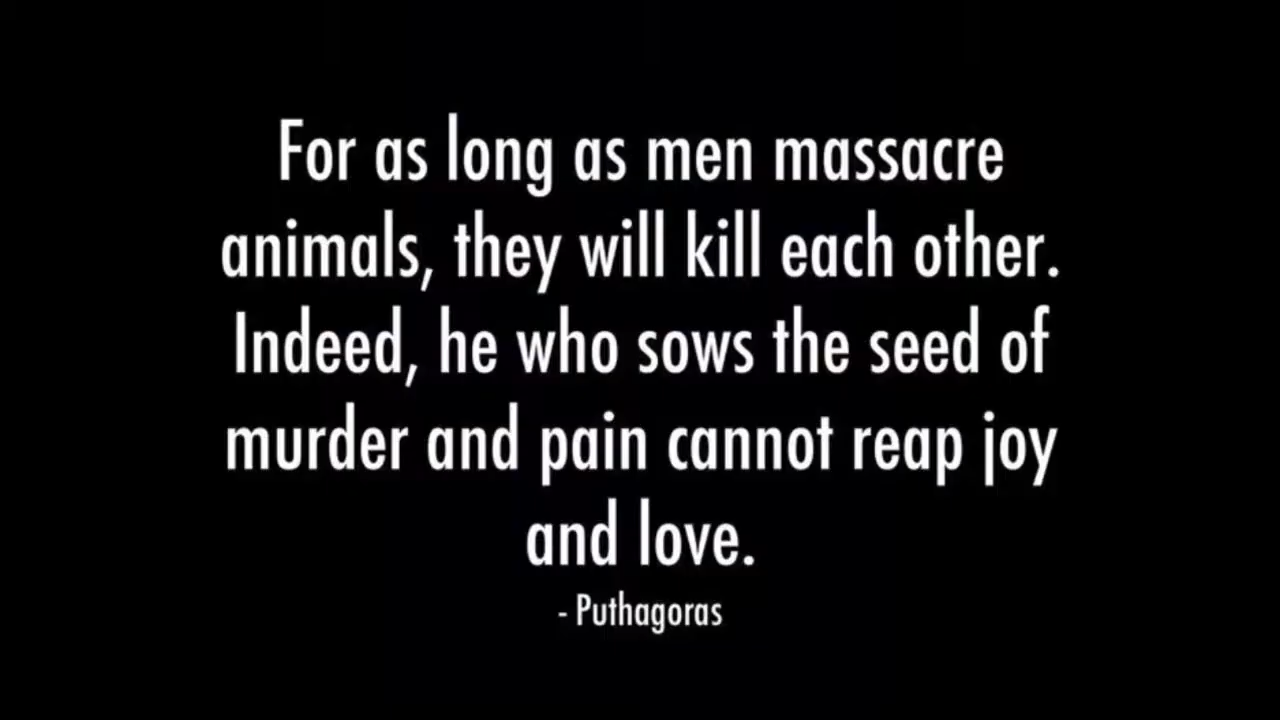 For as long as men massacre
animals, they will kill each other.
Indeed, he who sows the seed of
murder and pain cannot reap joy
and love.
- Puthagoras